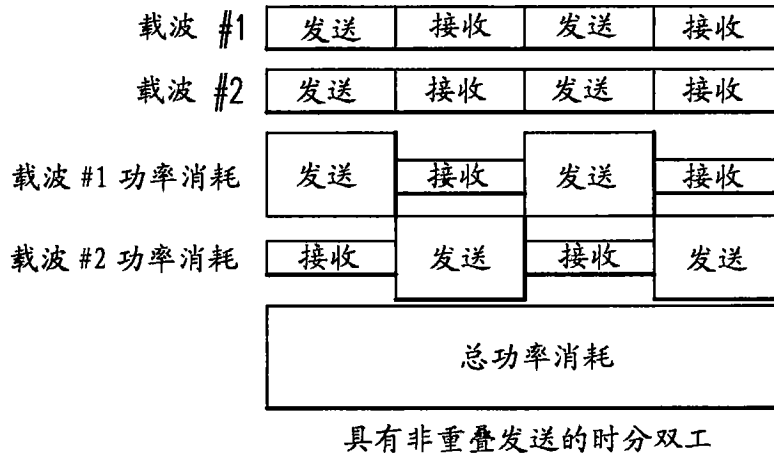 载波 #1 发送 接收 发送 接收
载波 #2 发送 接收 发送 接收
载波 #1 功率消耗 发送 接收 发送 接收
载波 #2 功率消耗 接收 发送 接收 发送
总功率消耗
具有非重叠发送的时分双工